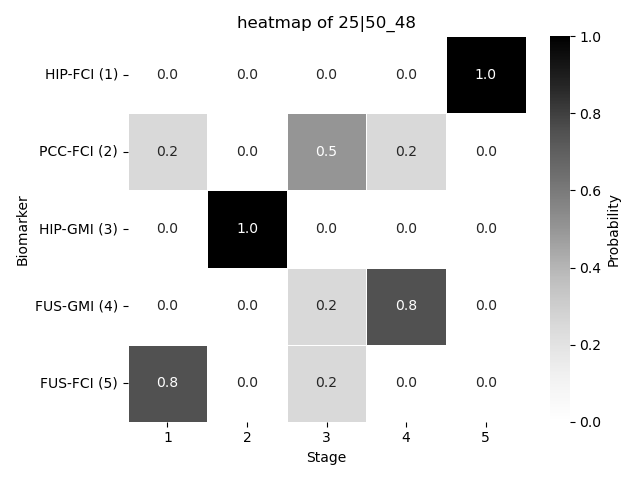 heatmap of 25|50_48
HIP-FCI (1) 0.0 0.0 0.0 0.0 1.0
PCC-FCI (2) 0.2 0.0 0.5 0.2 0.0
HIP-GMI (3) 0.0 1.0 0.0 0.0 0.0
FUS-GMI (4) 0.0 0.0 0.2 0.8 0.0
FUS-FCI (5) 0.8 0.0 0.2 0.0 0.0
1 2 3 4 5
Stage
Biomarker
1.0
0.8
0.6
0.4
0.2
0.0
Probability